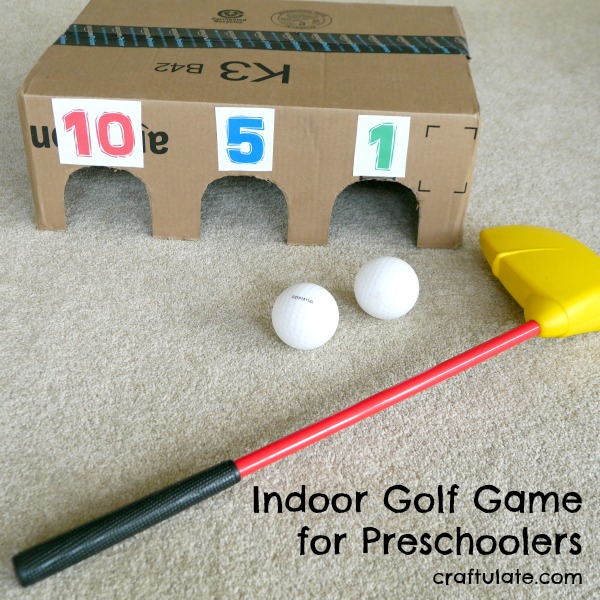 K3 B42
10
5
1
Indoor Golf Game
for Preschoolers
craftulate.com